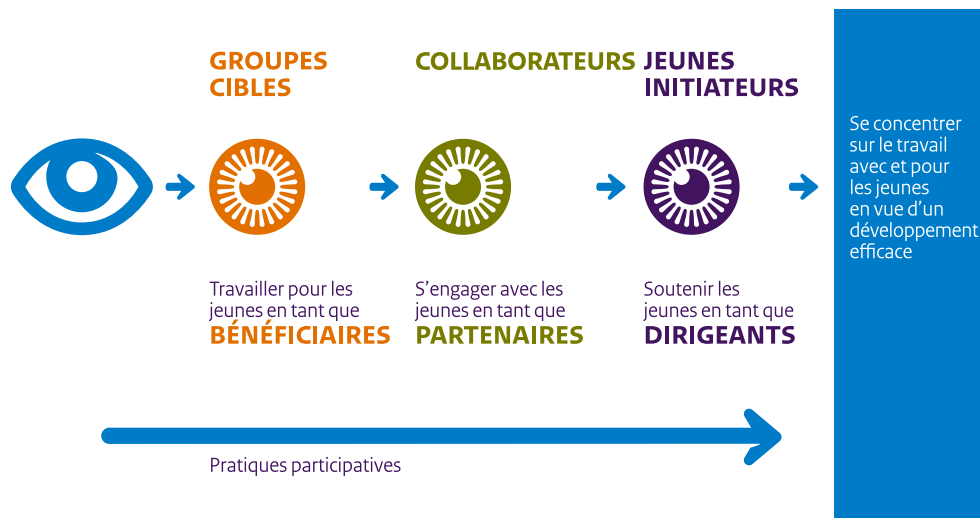 GROUPES
CIBLES
COLLABORATEURS
JEUNES
INITIATEURS
Travailler pour les
jeunes en tant que
BÉNÉFICIAIRES
S'engager avec les
jeunes en tant que
PARTENAIRES
Soutenir les
jeunes en tant que
DIRIGEANTS
Se concentrer
sur le travail
avec et pour
les jeunes
en vue d'un
développement
efficace
Pratiques participatives